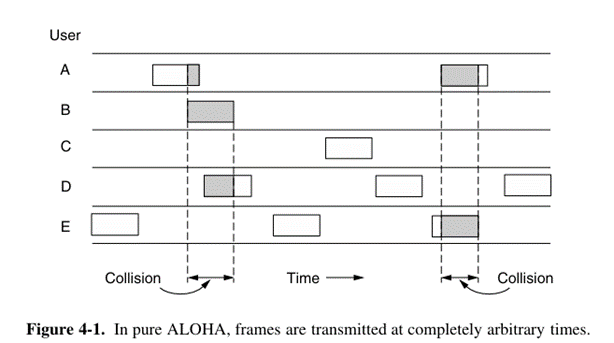 User
A
B
C
D
E
Collision Time Collision
Figure 4-1. In pure ALOHA, frames are transmitted at completely arbitrary times.